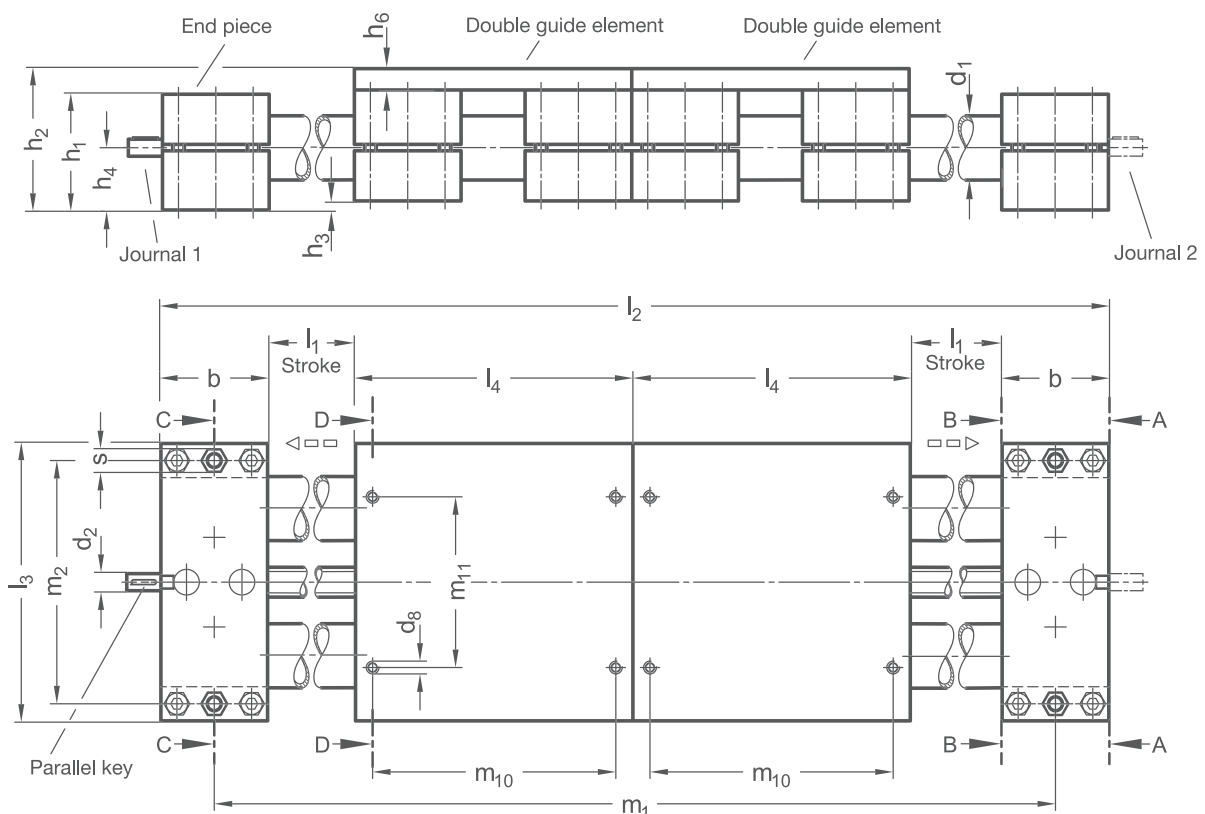 End piece
Double guide element
Double guide element
h6
d1
h2
h1
h4
h3
Journal 1
Journal 2
l2
l1
Stroke
l1
Stroke
b
l4
l4
b
C
D
B
A
s
d2
m2
l3
m11
d8
C
D
B
A
Parallel key
m10
m10
m1